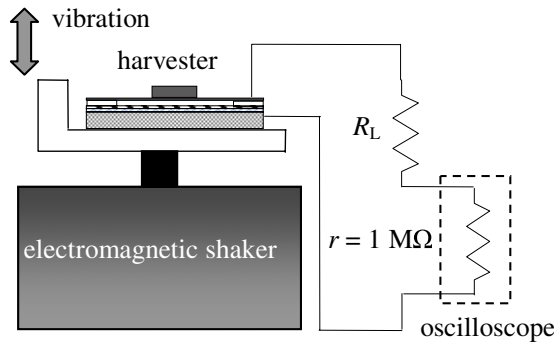 vibration
harvester
R_L
r = 1 MΩ
electromagnetic shaker
oscilloscope